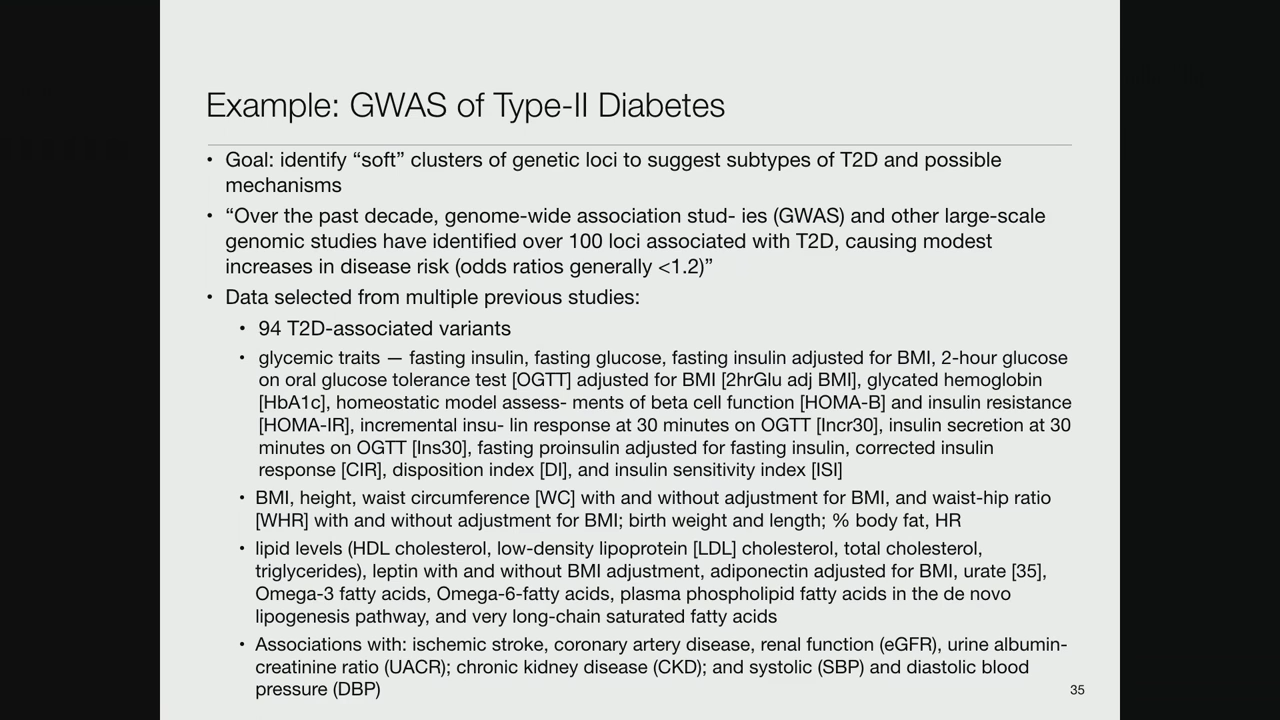 Example: GWAS of Type-II Diabetes
• Goal: identify “soft” clusters of genetic loci to suggest subtypes of T2D and possible
mechanisms
• “Over the past decade, genome-wide association stud- ies (GWAS) and other large-scale
genomic studies have identified over 100 loci associated with T2D, causing modest
increases in disease risk (odds ratios generally <1.2)”
• Data selected from multiple previous studies:
• 94 T2D-associated variants
• glycemic traits — fasting insulin, fasting glucose, fasting insulin adjusted for BMI, 2-hour glucose
on oral glucose tolerance test [OGTT] adjusted for BMI [2hrGlu adj BMI], glycated hemoglobin
[HbA1c], homeostatic model assess- ments of beta cell function [HOMA-B] and insulin resistance
[HOMA-IR], incremental insu- lin response at 30 minutes on OGTT [Incr30], insulin secretion at 30
minutes on OGTT [Ins30], fasting proinsulin adjusted for fasting insulin, corrected insulin
response [CIR], disposition index [DI], and insulin sensitivity index [ISI]
• BMI, height, waist circumference [WC] with and without adjustment for BMI, and waist-hip ratio
[WHR] with and without adjustment for BMI; birth weight and length; % body fat, HR
• lipid levels (HDL cholesterol, low-density lipoprotein [LDL] cholesterol, total cholesterol,
triglycerides), leptin with and without BMI adjustment, adiponectin adjusted for BMI, urate [35],
Omega-3 fatty acids, Omega-6-fatty acids, plasma phospholipid fatty acids in the de novo
lipogenesis pathway, and very long-chain saturated fatty acids
• Associations with: ischemic stroke, coronary artery disease, renal function (eGFR), urine albumin-
creatinine ratio (UACR); chronic kidney disease (CKD); and systolic (SBP) and diastolic blood
pressure (DBP)
35